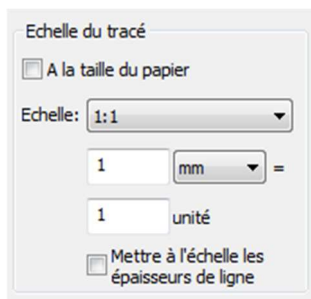 Echelle du tracé
A la taille du papier
Echelle: 1:1
1 mm =
1 unité
Mettre à l'échelle les
épaisseurs de ligne